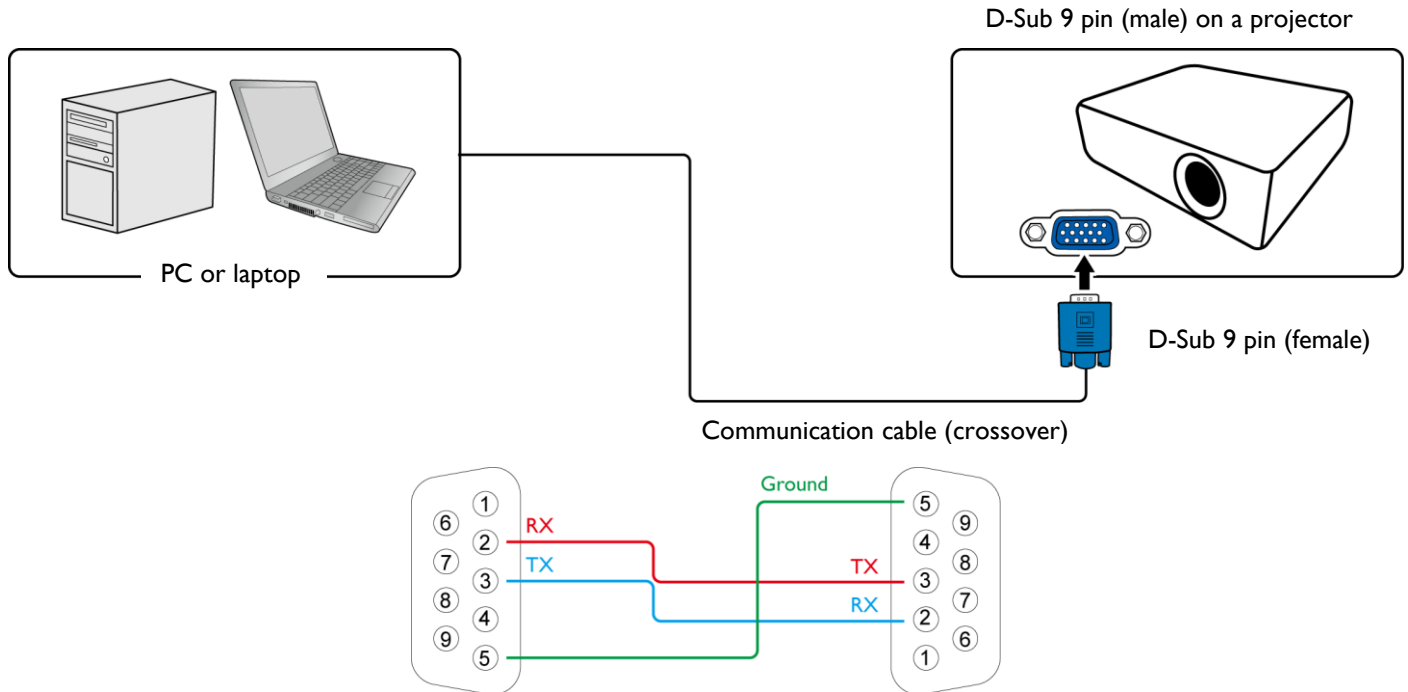 D-Sub 9 pin (male) on a projector
PC or laptop
D-Sub 9 pin (female)
Communication cable (crossover)
Ground
1
6
2
7
3
8
4
9
5
RX
TX
TX
RX
5
9
4
8
3
7
2
6
1